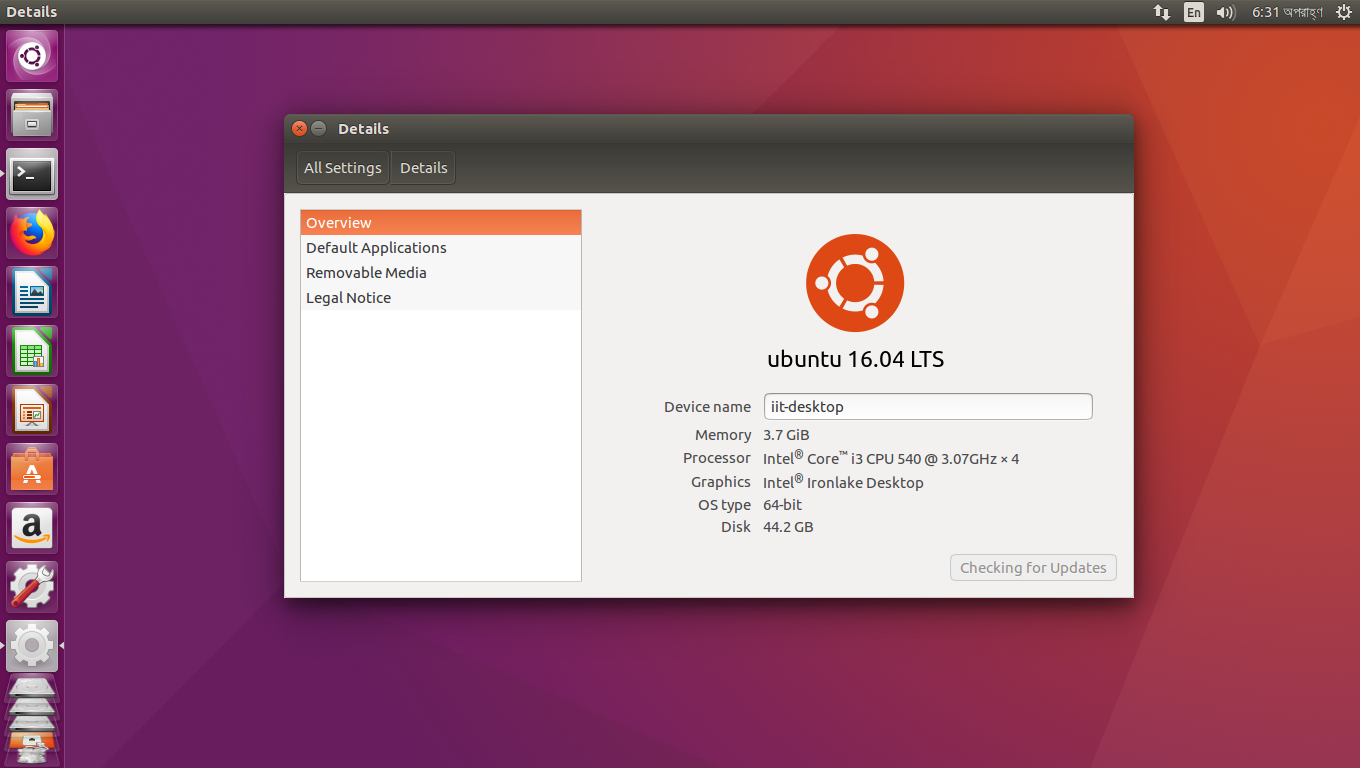 Details
En 6:31 অপরাহ্ণ
Details
All Settings Details
Overview
Default Applications
Removable Media
Legal Notice
ubuntu 16.04 LTS
Device name iit-desktop
Memory 3.7 GiB
Processor Intel® Core™ i3 CPU 540 @ 3.07GHz × 4
Graphics Intel® Ironlake Desktop
OS type 64-bit
Disk 44.2 GB
Checking for Updates